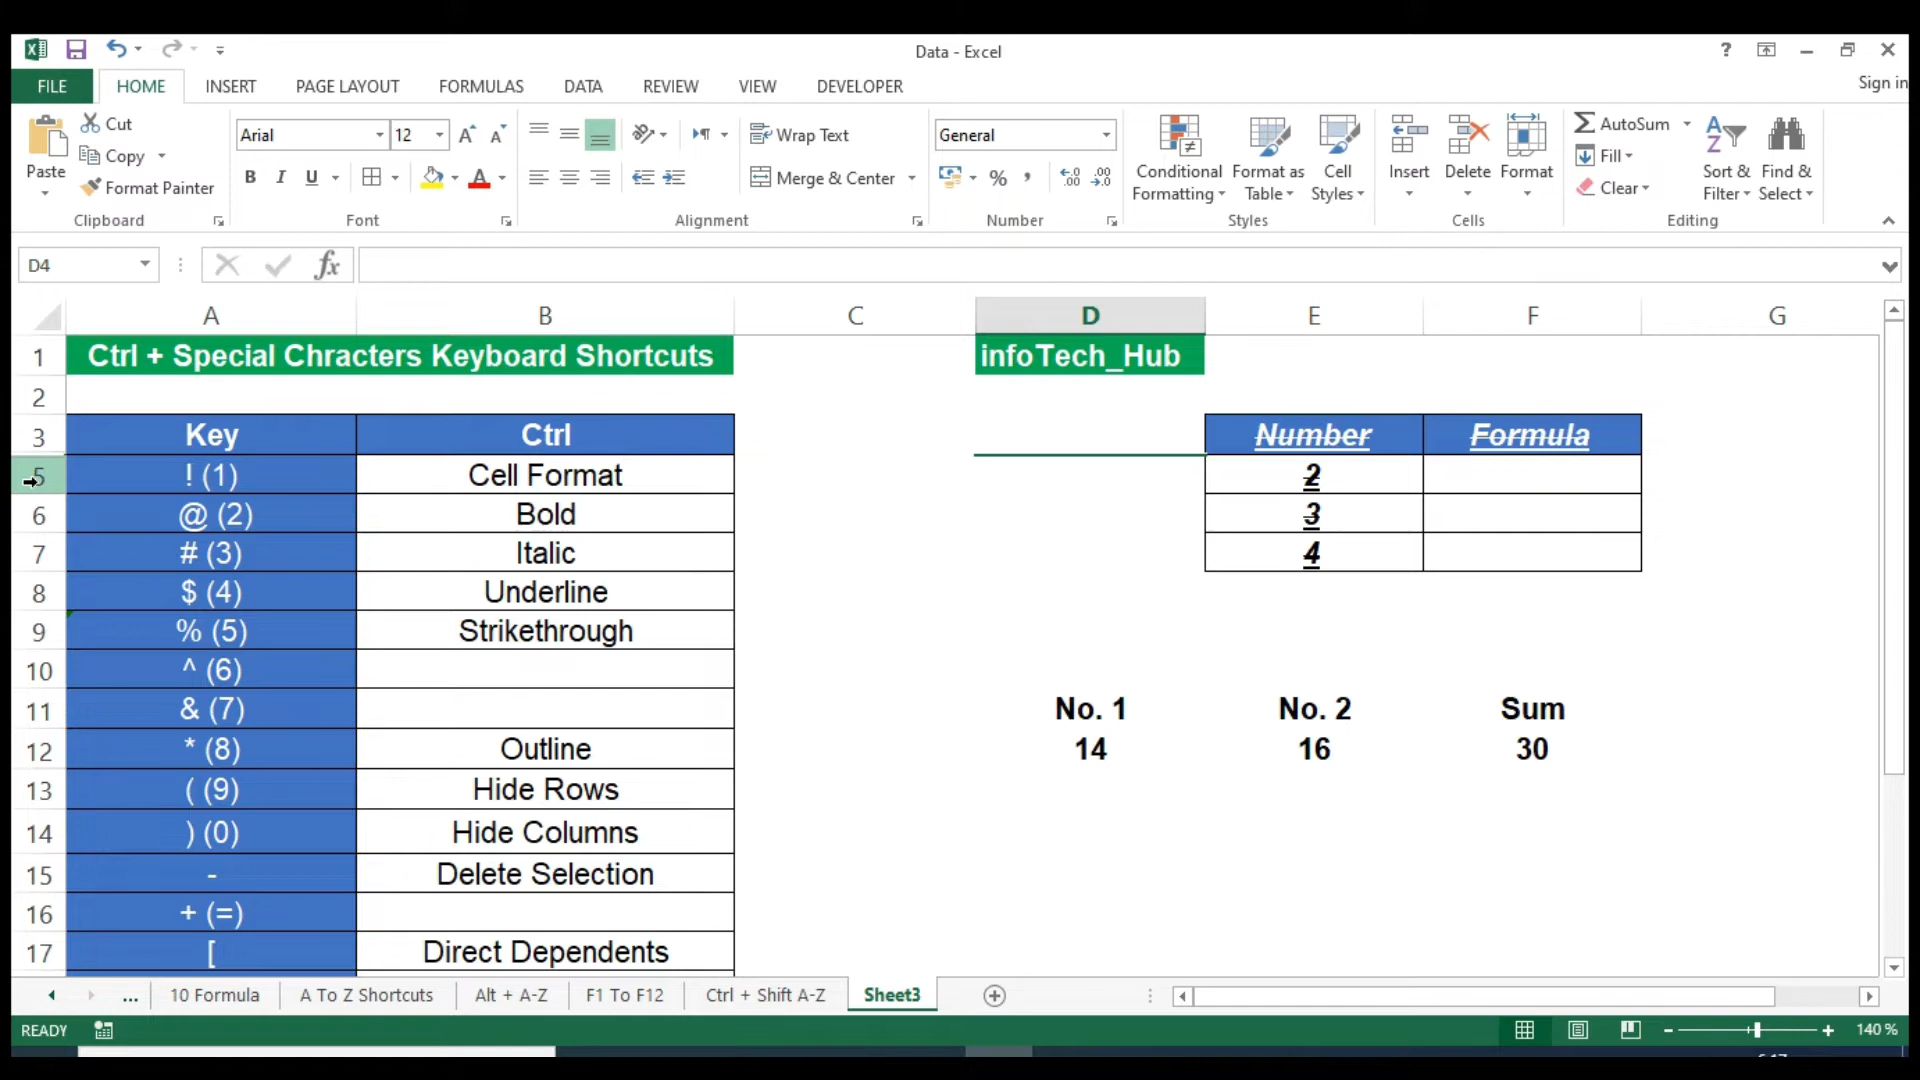 Data - Excel
Sign in
FILE HOME INSERT PAGE LAYOUT FORMULAS DATA REVIEW VIEW DEVELOPER
Paste
Cut
Copy
Format Painter
Clipboard
Arial 12
B I U
Font
Wrap Text
Merge & Center
Alignment
General
%
Number
Conditional Formatting
Format as Table
Cell Styles
Styles
Insert Delete Format
Cells
AutoSum
Fill
Clear
Sort & Filter
Find & Select
Editing
D4 fx
A B C D E F G
1 Ctrl + Special Chracters Keyboard Shortcuts infoTech_Hub
2
3 Key Ctrl Number Formula
5 ! (1) Cell Format 2
6 @ (2) Bold 3
7 # (3) Italic 4
8 $ (4) Underline
9 % (5) Strikethrough
10 ^ (6)
11 & (7) No. 1 No. 2 Sum
12 * (8) Outline 14 16 30
13 ( (9) Hide Rows
14 ) (0) Hide Columns
15 - Delete Selection
16 + (=)
17 [ Direct Dependents
... 10 Formula A To Z Shortcuts Alt + A-Z F1 To F12 Ctrl + Shift A-Z Sheet3
READY 140 %